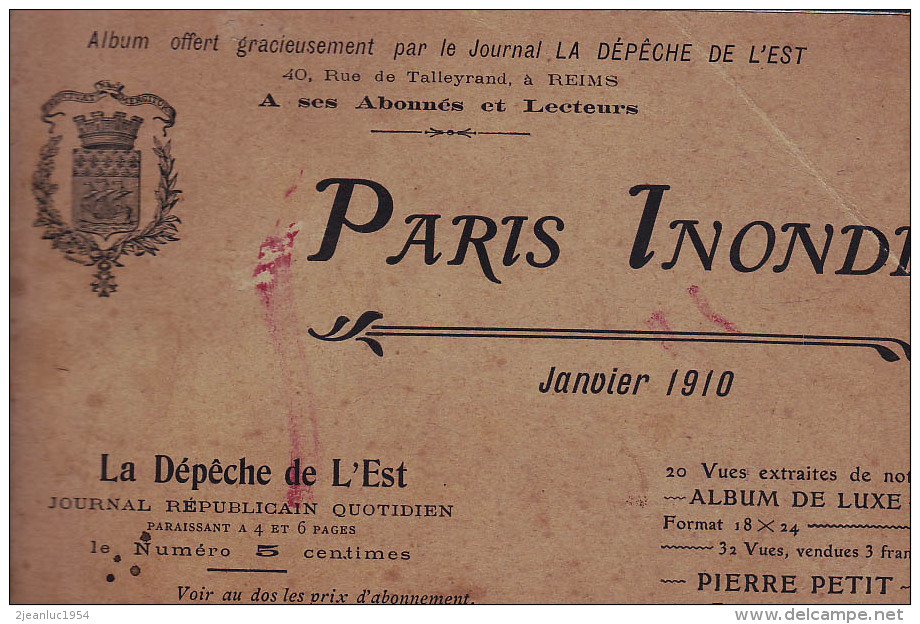 Album offert gracieusement par le Journal LA DÉPÊCHE DE L'EST
40, Rue de Talleyrand, à REIMS
A ses Abonnés et Lecteurs
PARIS INONDÉ
Janvier 1910
La Dépêche de L'Est
JOURNAL RÉPUBLICAIN QUOTIDIEN
PARAISSANT A 4 ET 6 PAGES
le Numéro 5 centimes
Voir au dos les prix d'abonnement.
20 Vues extraites de not
ALBUM DE LUXE
Format 18 × 24
32 Vues, vendues 3 fran
PIERRE PETIT
2jeanluc1954
delcampe.net